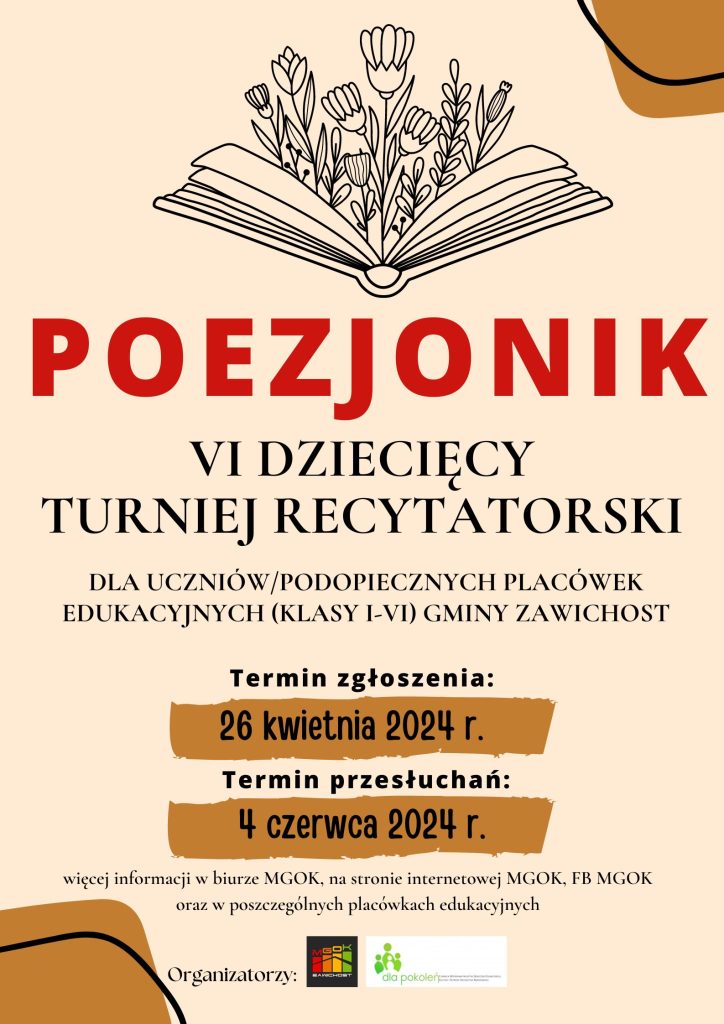 POEZJONIK
VI DZIECIĘCY
TURNIEJ RECYTATORSKI
DLA UCZNIÓW/PODOPIECZNYCH PLACÓWEK
EDUKACYJNYCH (KLASY I-VI) GMINY ZAWICHOST
Termin zgłoszenia:
26 kwietnia 2024 r.
Termin przesłuchań:
4 czerwca 2024 r.
więcej informacji w biurze MGOK, na stronie internetowej MGOK, FB MGOK
oraz w poszczególnych placówkach edukacyjnych
Organizatorzy:
MGOK
ZAWICHOST
dla pokoleń